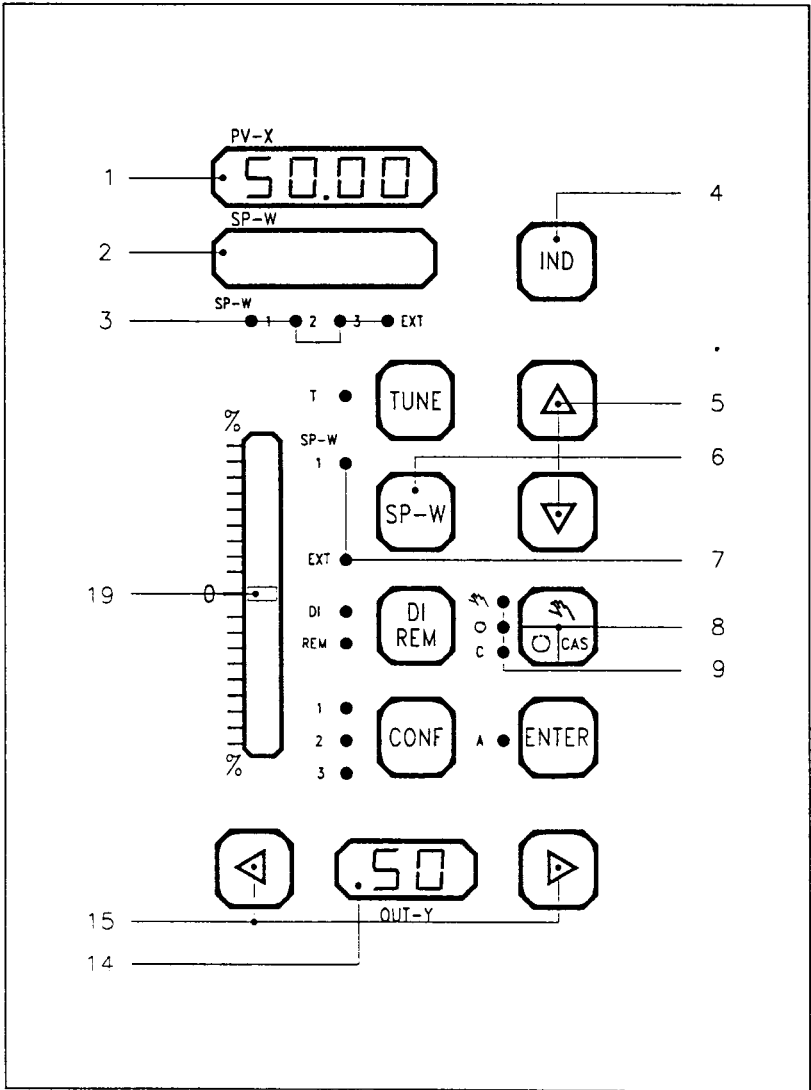 PV-X
1 50.00 4
SP-W
2 IND
SP-W
3 1 2 3 EXT
T TUNE 5
%
SP-W 6
1
SP-W
EXT 7
19 0 DI DI REM CAS 8
REM C 9
1
2 CONF A ENTER
%
3
.50
15 OUT-Y
14